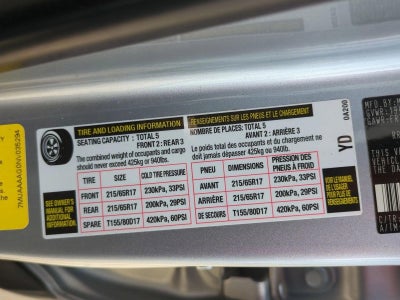 TIRE AND LOADING INFORMATION
SEATING CAPACITY : TOTAL 5
FRONT 2 : REAR 3
The combined weight of occupants and cargo
should never exceed 425kg or 940lbs.
SEE OWNER'S
MANUAL FOR
ADDITIONAL
INFORMATION
TIRE SIZE COLD TIRE PRESSURE
FRONT 215/65R17 230kPa, 33PSI
REAR 215/65R17 200kPa, 29PSI
SPARE T155/80D17 420kPa, 60PSI
RENSEIGNEMENTS SUR LES PNEUS ET LE CHARGEMENT
NOMBRE DE PLACES: TOTAL 5
AVANT 2 : ARRIÈRE 3
Le poids total des occupants et du chargement ne
doit jamais dépasser 425kg ou 940lb.
PNEU DIMENSIONS PRESSION DES PNEUS À FROID
AVANT 215/65R17 230kPa, 33PSI
ARRIÈRE 215/65R17 200kPa, 29PSI
DE SECOURS T155/80D17 420kPa, 60PSI
VOIR LE MANUEL
DE L'USAGER
POUR PLUS DE
RENSEIGNEMENTS
YD
0A200
THIS
VEHICLE
THE DA